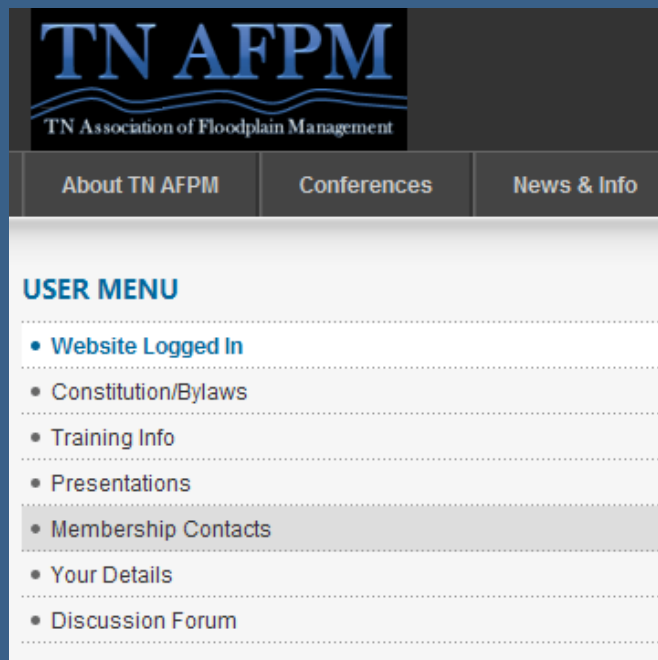 TN AFPM
TN Association of Floodplain Management
About TN AFPM
Conferences
News & Info
USER MENU
Website Logged In
Constitution/Bylaws
Training Info
Presentations
Membership Contacts
Your Details
Discussion Forum